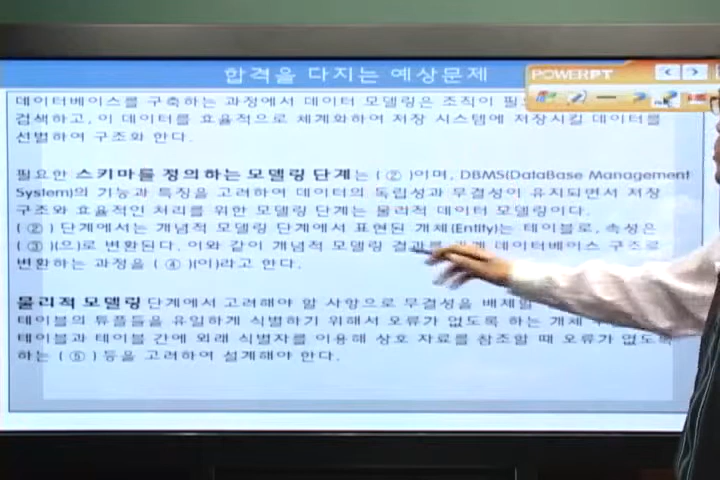 합격을 다지는 예상문제
POWERPT
데이터베이스를 구축하는 과정에서 데이터 모델링은 조직이
검색하고, 이 데이터를 효율적으로 체계화하여 저장 시스템에 저장시킬 데이터를
선별하여 구조화 한다.
필요한 스키마를 정의하는 모델링 단계는 ( ② )이며, DBMS(DataBase Management
System)의 기능과 특징을 고려하여 데이터의 독립성과 무결성이 유지되면서 저장
구조와 효율적인 처리를 위한 모델링 단계는 물리적 데이터 모델링이다.
( ② ) 단계에서는 개념적 모델링 단계에서 표현된 개체(Entity)는 테이블로, 속성은
( ③ )(으)로 변환된다. 이와 같이 개념적 모델링 결과를 데이터베이스 구조로
변환하는 과정을 ( ④ )(이)라고 한다.
물리적 모델링 단계에서 고려해야 할 사항으로 무결성을 배제할
테이블의 튜플들을 유일하게 식별하기 위해서 오류가 없도록 하는 개체
테이블과 테이블 간에 외래 식별자를 이용해 상호 자료를 참조할 때 오류가 없도록
하는 ( ⑤ ) 등을 고려하여 설계해야 한다.